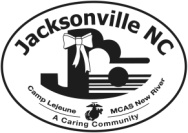 Jacksonville NC
Camp Lejeune
MCAS New River
A Caring Community